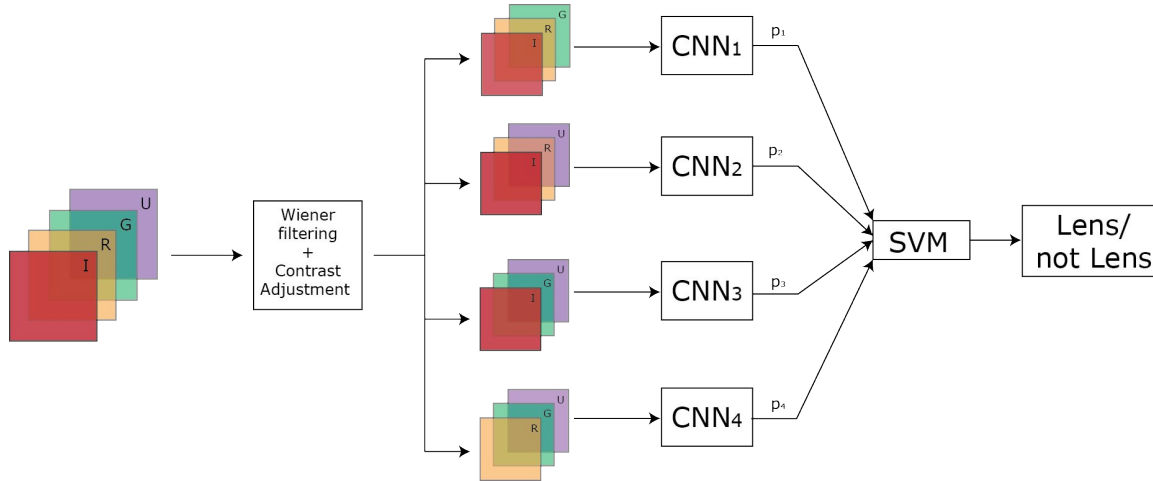 U
G
R
I
Wiener
filtering
+
Contrast
Adjustment
G
R
I
CNN1
p1
U
R
I
CNN2
p2
U
G
I
CNN3
p3
U
G
R
CNN4
p4
SVM
Lens/
not Lens